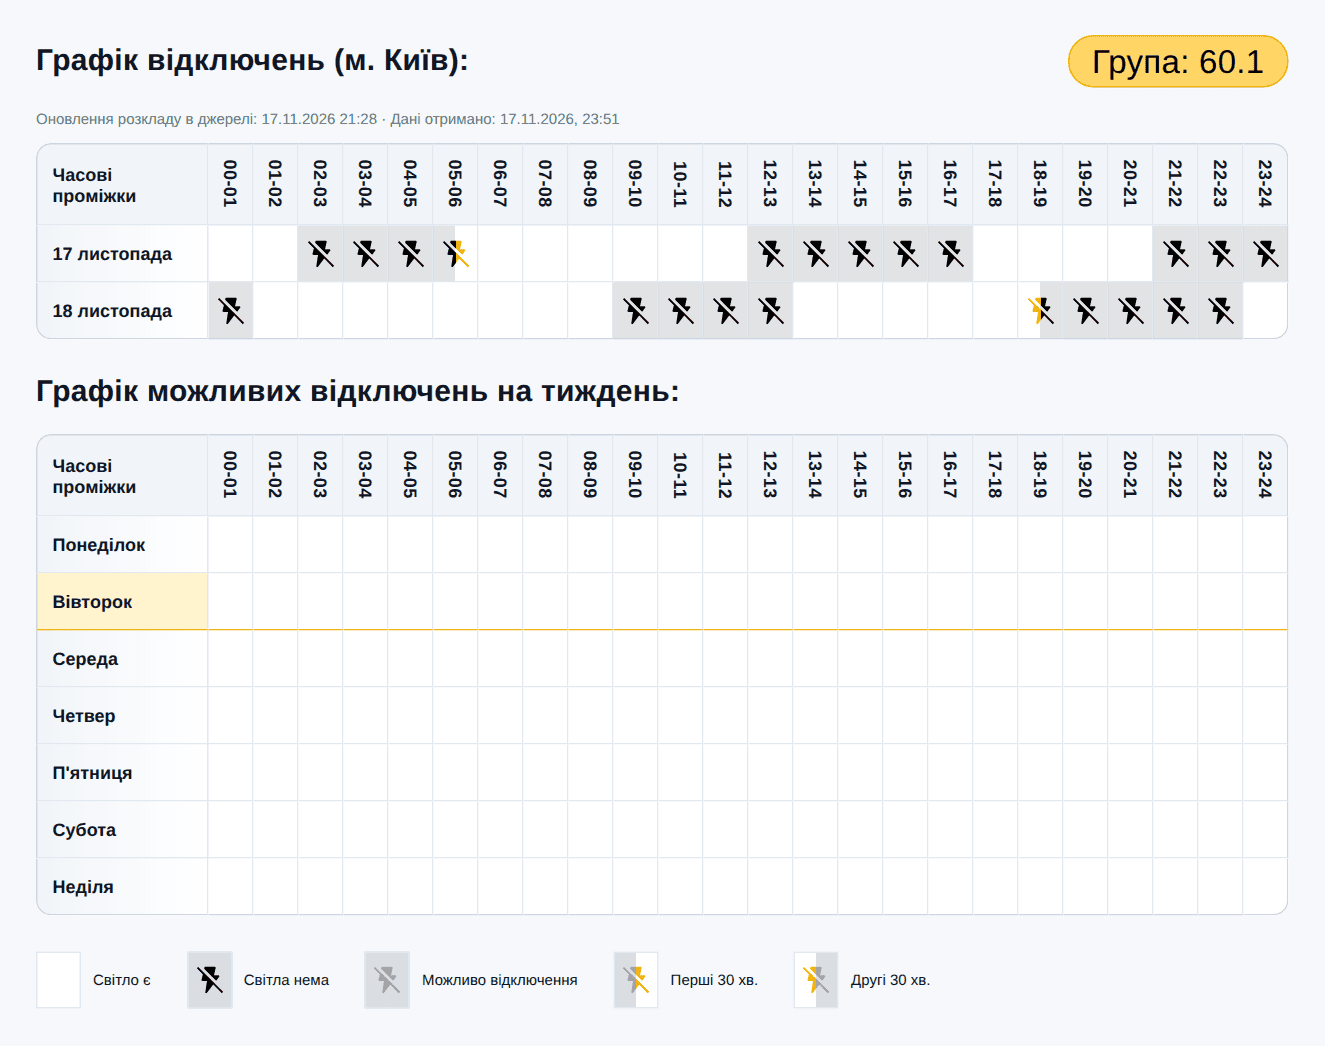 Графік відключень (м. Київ):
Група: 60.1
Оновлення розкладу в джерелі: 17.11.2026 21:28 · Дані отримано: 17.11.2026, 23:51
Часові проміжки 00-01 01-02 02-03 03-04 04-05 05-06 06-07 07-08 08-09 09-10 10-11 11-12 12-13 13-14 14-15 15-16 16-17 17-18 18-19 19-20 20-21 21-22 22-23 23-24
17 листопада
18 листопада
Графік можливих відключень на тиждень:
Часові проміжки 00-01 01-02 02-03 03-04 04-05 05-06 06-07 07-08 08-09 09-10 10-11 11-12 12-13 13-14 14-15 15-16 16-17 17-18 18-19 19-20 20-21 21-22 22-23 23-24
Понеділок
Вівторок
Середа
Четвер
П'ятниця
Субота
Неділя
Світло є Світла нема Можливо відключення Перші 30 хв. Другі 30 хв.